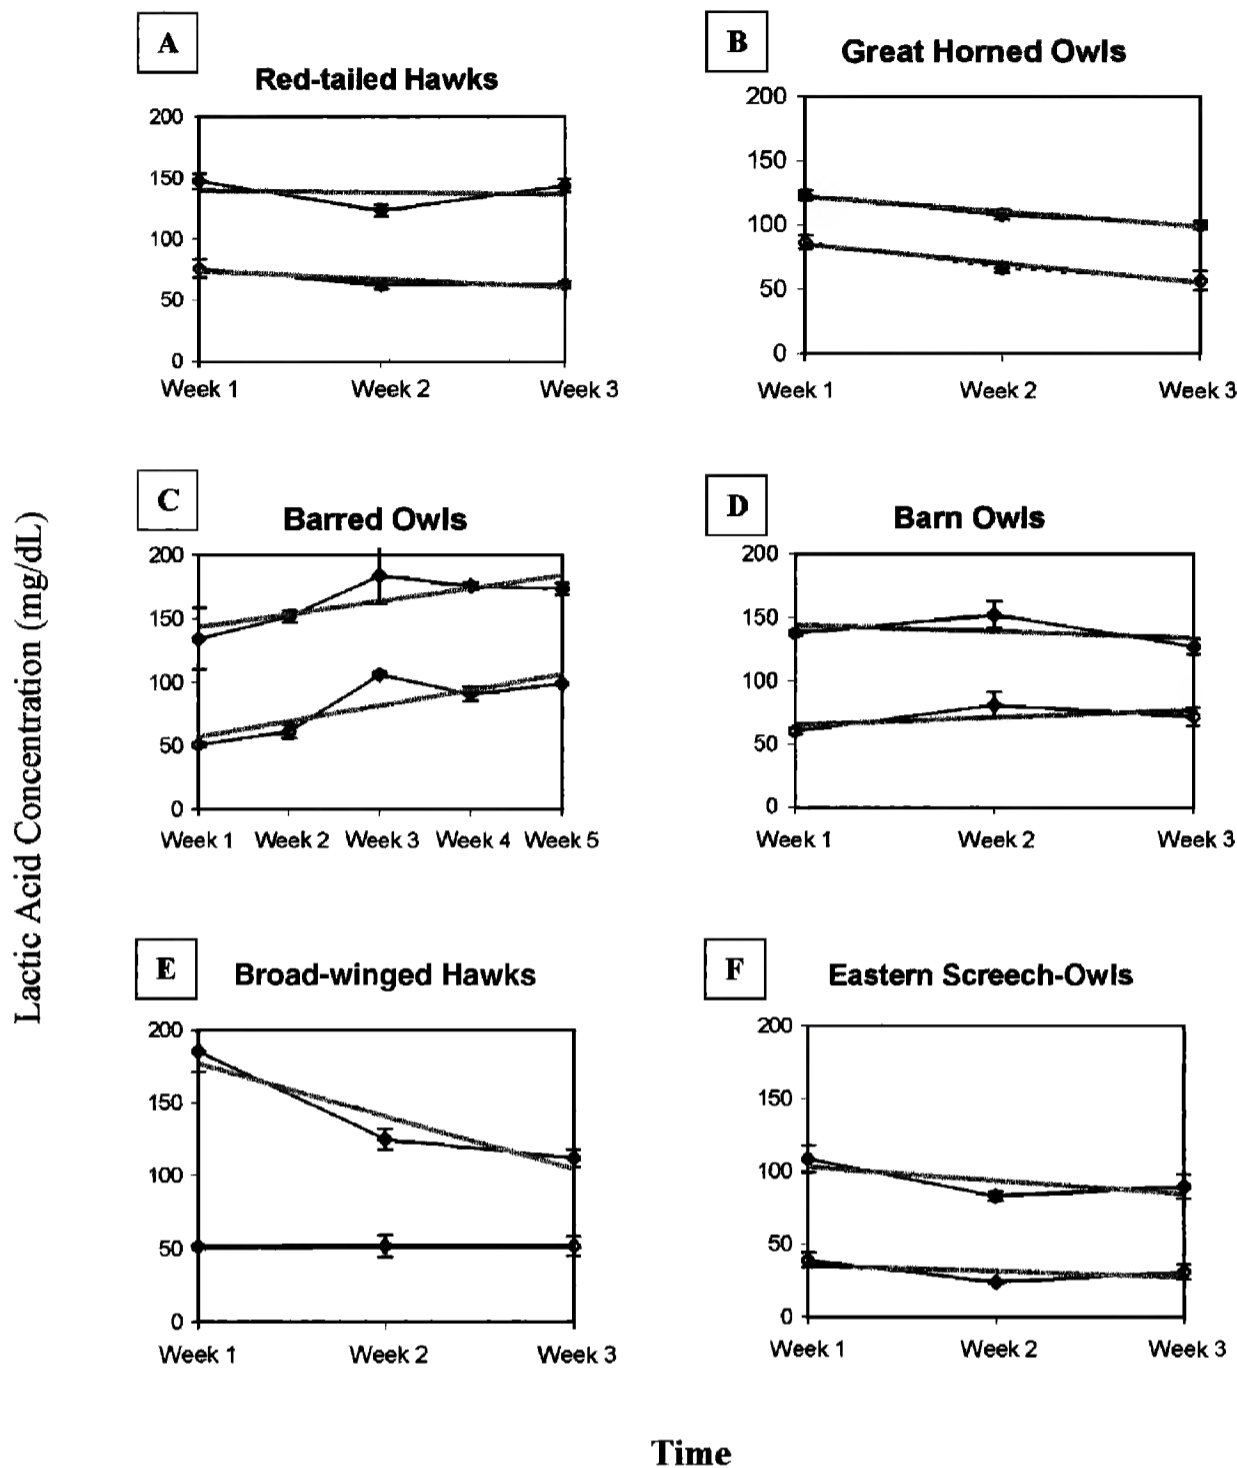 A
Red-tailed Hawks
200
150
100
50
0
Week 1 Week 2 Week 3
B
Great Horned Owls
200
150
100
50
0
Week 1 Week 2 Week 3
C
Barred Owls
200
150
100
50
0
Week 1 Week 2 Week 3 Week 4 Week 5
D
Barn Owls
200
150
100
50
0
Week 1 Week 2 Week 3
E
Broad-winged Hawks
200
150
100
50
0
Week 1 Week 2 Week 3
F
Eastern Screech-Owls
200
150
100
50
0
Week 1 Week 2 Week 3
Lactic Acid Concentration (mg/dL)
Time